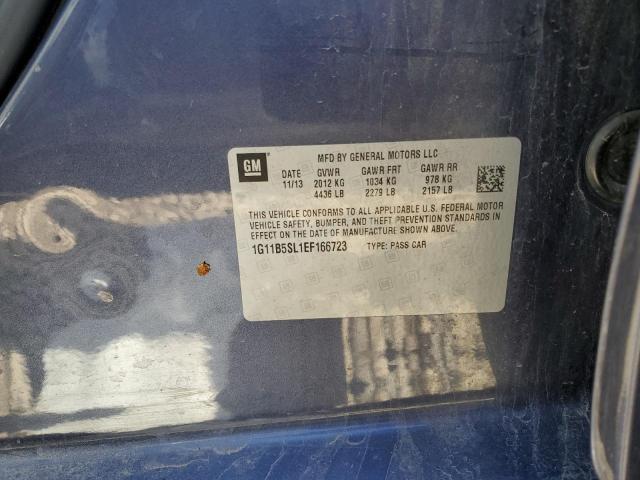 GM
MFD BY GENERAL MOTORS LLC
DATE GVWR GAWR FRT GAWR RR
11/13 2012 KG 1034 KG 978 KG
4436 LB 2279 LB 2157 LB
THIS VEHICLE CONFORMS TO ALL APPLICABLE U.S. FEDERAL MOTOR
VEHICLE SAFETY, BUMPER, AND THEFT PREVENTION STANDARDS IN
EFFECT ON THE DATE OF MANUFACTURE SHOWN ABOVE.
1G11B5SL1EF166723 TYPE: PASS CAR